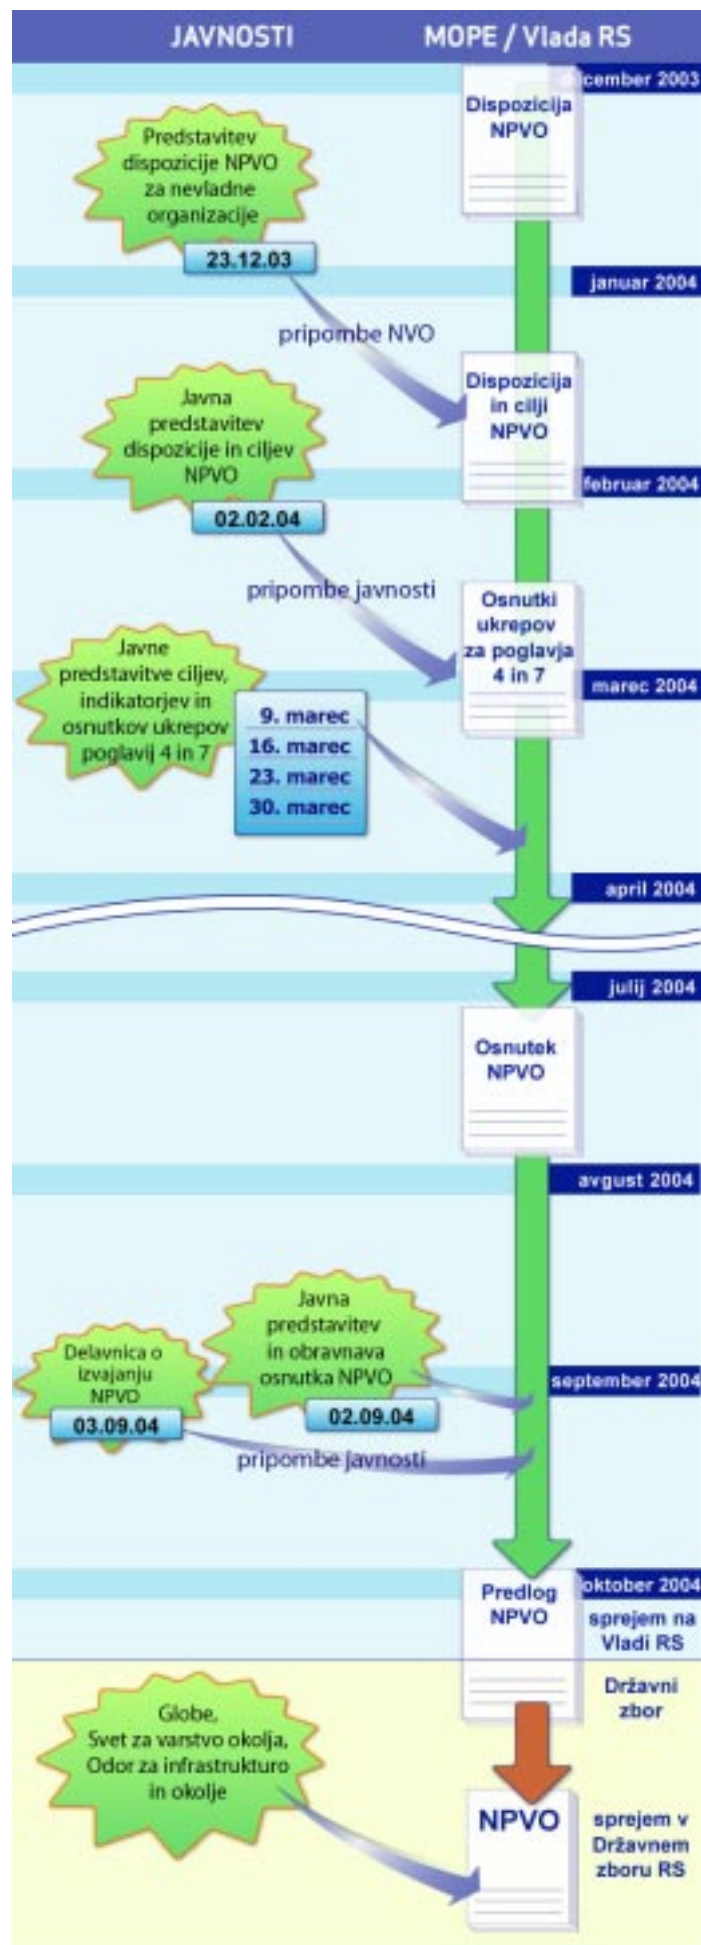 JAVNOSTI
MOPE / Vlada RS
december 2003
Dispozicija
NPVO
Predstavitev
dispozicije NPVO
za nevladne
organizacije
23.12.03
januar 2004
pripombe NVO
Dispozicija
in cilji
NPVO
Javna
predstavitev
dispozicije in ciljev
NPVO
02.02.04
februar 2004
pripombe javnosti
Osnutki
ukrepov
za poglavja
4 in 7
Javne
predstavitve ciljev,
indikatorjev in
osnutkov ukrepov
poglavij 4 in 7
marec 2004
9. marec
16. marec
23. marec
30. marec
april 2004
julij 2004
Osnutek
NPVO
avgust 2004
Javna
predstavitev
in obravnava
osnutka NPVO
02.09.04
Delavnica o
izvajanju
NPVO
03.09.04
september 2004
pripombe javnosti
oktober 2004
Predlog
NPVO
sprejem na
Vladi RS
Državni
zbor
Globe,
Svet za varstvo okolja,
Odor za infrastrukturo
in okolje
NPVO
sprejem v
Državnem
zboru RS